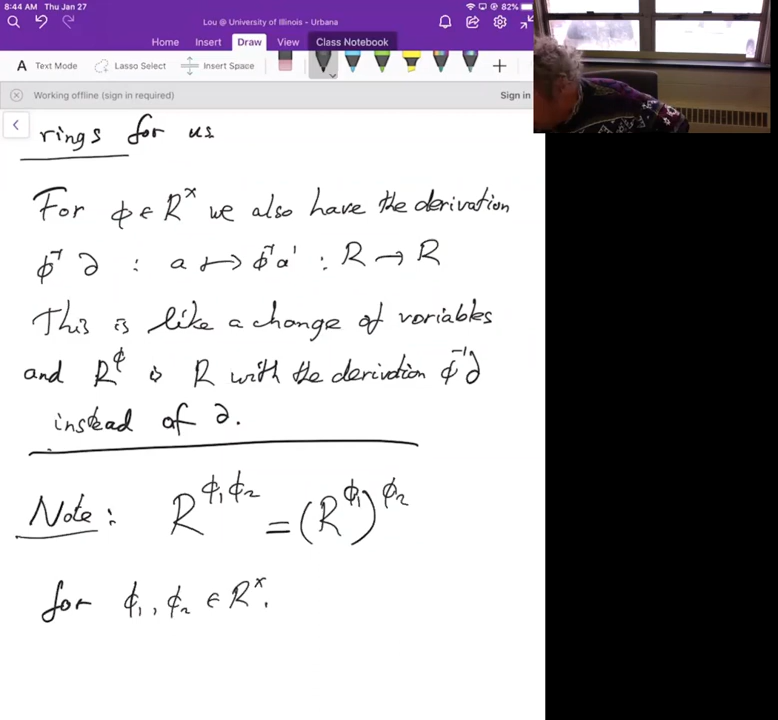 8:44 AM Thu Jan 27
82%
Lou @ University of Illinois - Urbana
Home Insert Draw View Class Notebook
A Text Mode Lasso Select Insert Space
Working offline (sign in required) Sign in
rings for us
For ϕ ∈ R^× we also have the derivation
ϕ⁻¹ ∂ : a ↦ ϕ⁻¹a' : R → R
This is like a change of variables
and R^ϕ is R with the derivation ϕ⁻¹∂
instead of ∂.
Note: R^{ϕ₁ϕ₂} = (R^{ϕ₁})^{ϕ₂}
for ϕ₁, ϕ₂ ∈ R^×.